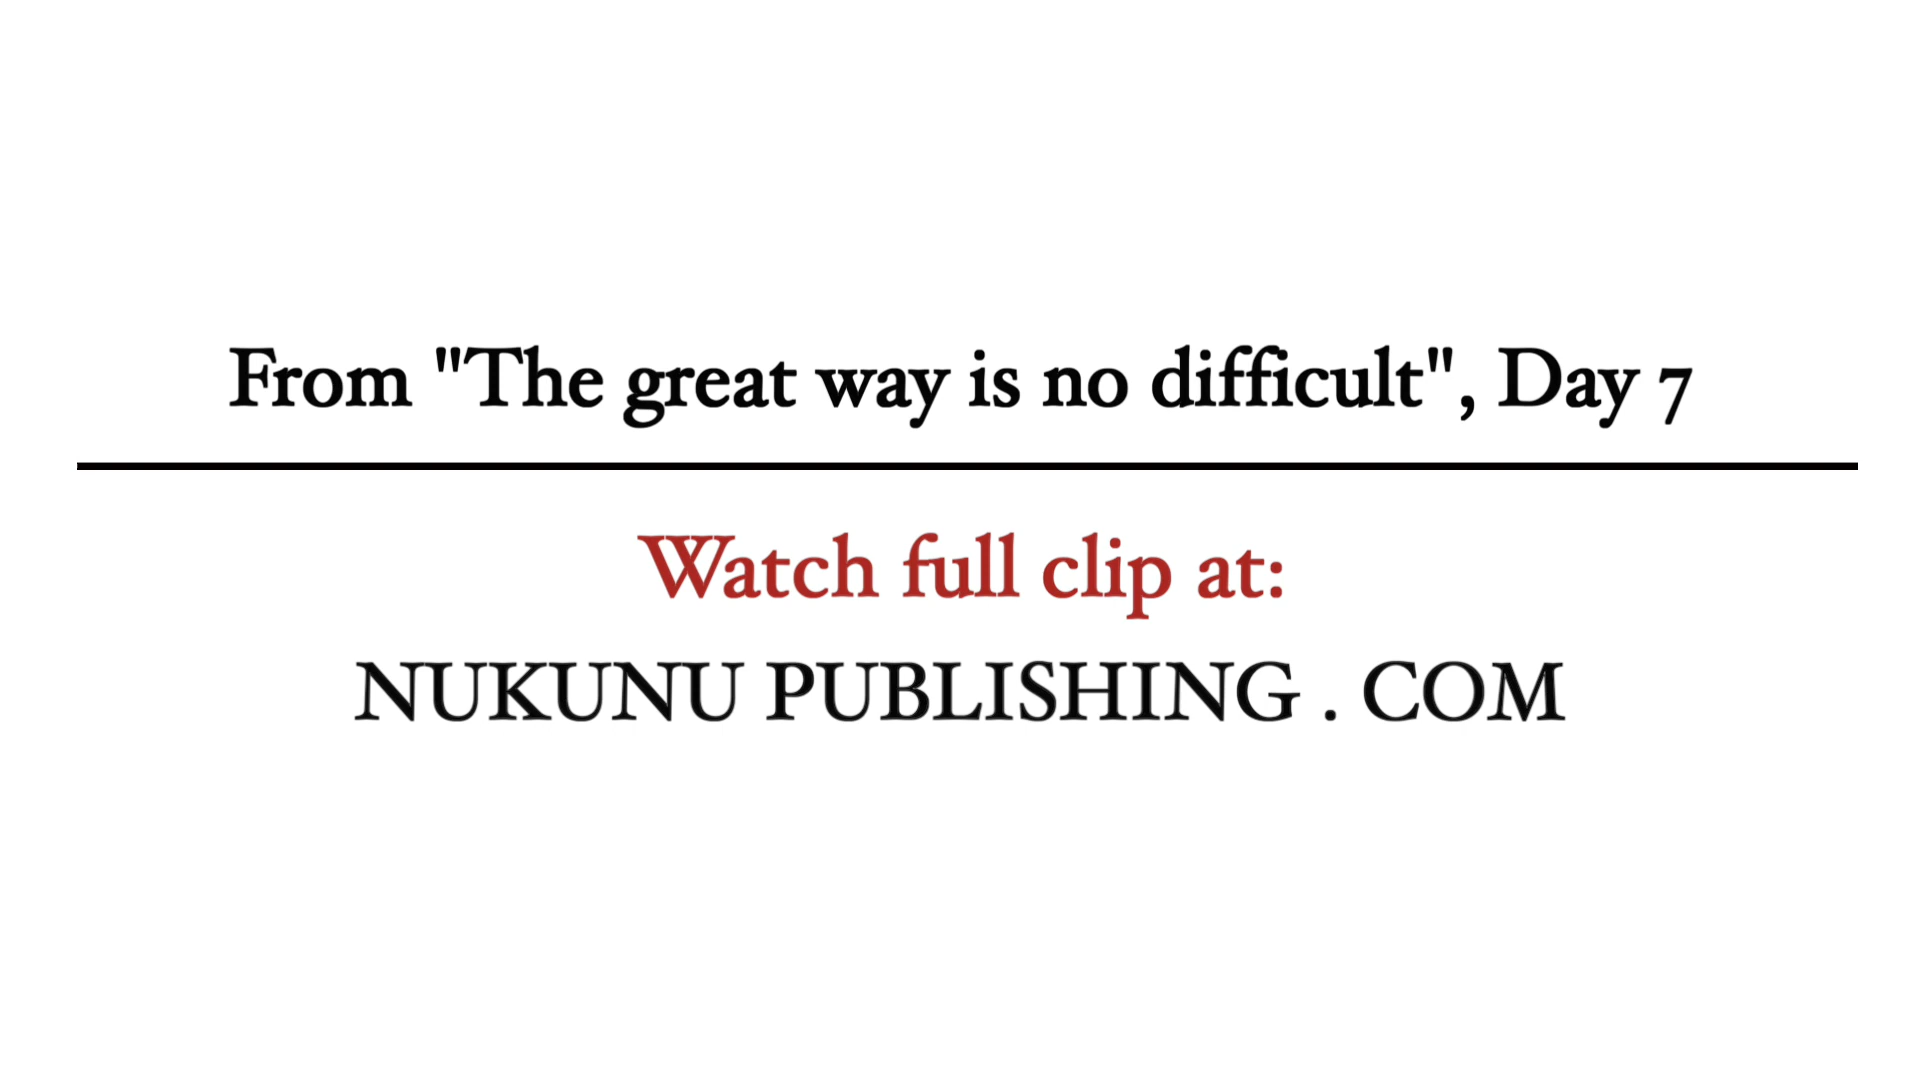 From "The great way is no difficult", Day 7
Watch full clip at:
NUKUNU PUBLISHING . COM